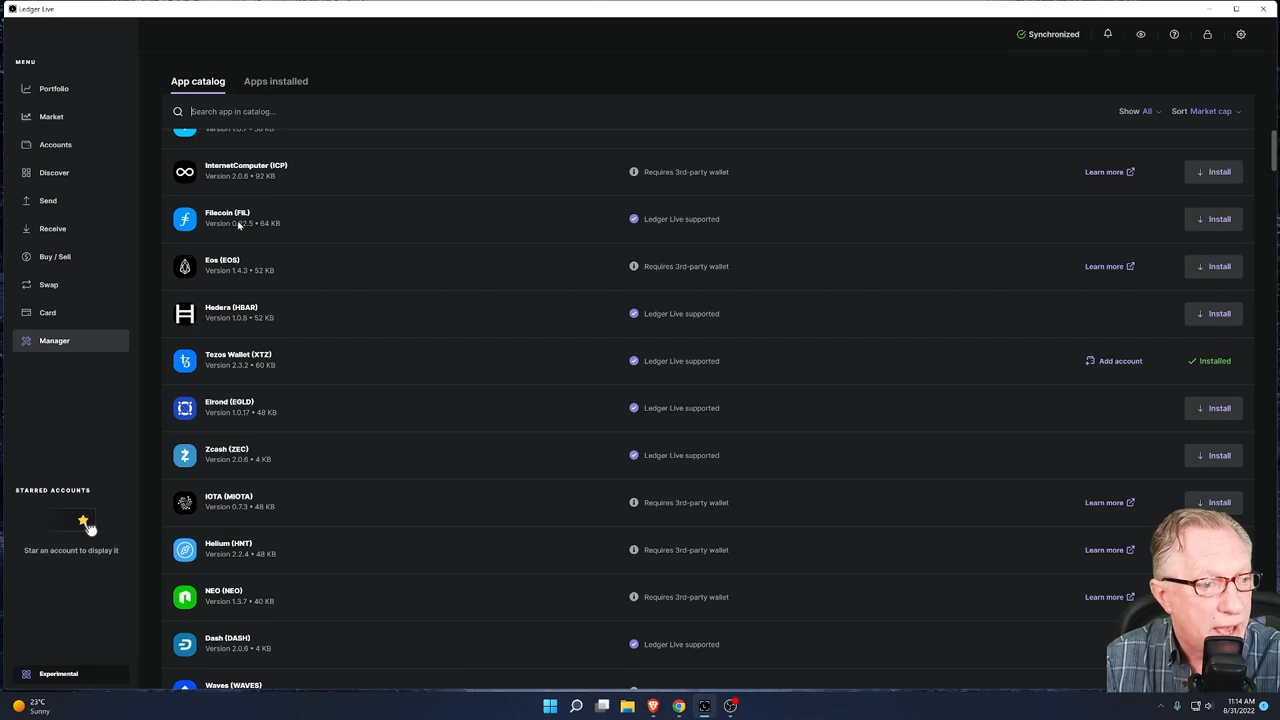 Ledger Live
Synchronized
MENU
Portfolio
Market
Accounts
Discover
Send
Receive
Buy / Sell
Swap
Card
Manager
STARRED ACCOUNTS
Star an account to display it
Experimental
App catalog Apps installed
Search app in catalog...
Show All Sort Market cap
InternetComputer (ICP)
Version 2.0.6 • 92 KB
Requires 3rd-party wallet
Learn more
Install
Filecoin (FIL)
Version 0.22.5 • 64 KB
Ledger Live supported
Install
Eos (EOS)
Version 1.4.3 • 52 KB
Requires 3rd-party wallet
Learn more
Install
Hedera (HBAR)
Version 1.0.8 • 52 KB
Ledger Live supported
Install
Tezos Wallet (XTZ)
Version 2.3.2 • 60 KB
Ledger Live supported
Add account
Installed
Elrond (EGLD)
Version 1.0.17 • 48 KB
Ledger Live supported
Install
Zcash (ZEC)
Version 2.0.6 • 4 KB
Ledger Live supported
Install
IOTA (MIOTA)
Version 0.7.3 • 48 KB
Requires 3rd-party wallet
Learn more
Install
Helium (HNT)
Version 2.2.4 • 48 KB
Requires 3rd-party wallet
Learn more
NEO (NEO)
Version 1.3.7 • 40 KB
Requires 3rd-party wallet
Learn more
Dash (DASH)
Version 2.0.6 • 4 KB
Ledger Live supported
Waves (WAVES)
23°C
Sunny
11:14 AM
8/31/2022